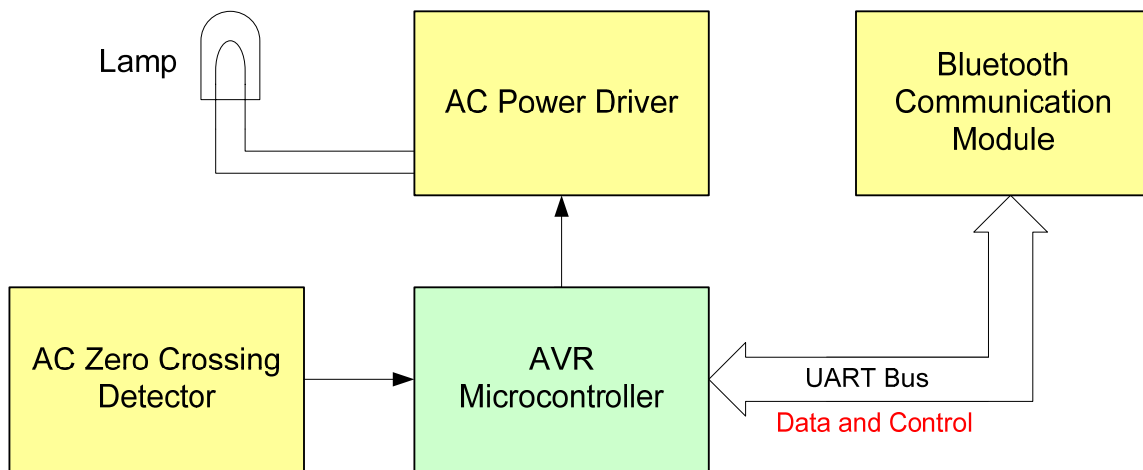 Lamp
AC Power Driver
Bluetooth
Communication
Module
AC Zero Crossing
Detector
AVR
Microcontroller
UART Bus
Data and Control